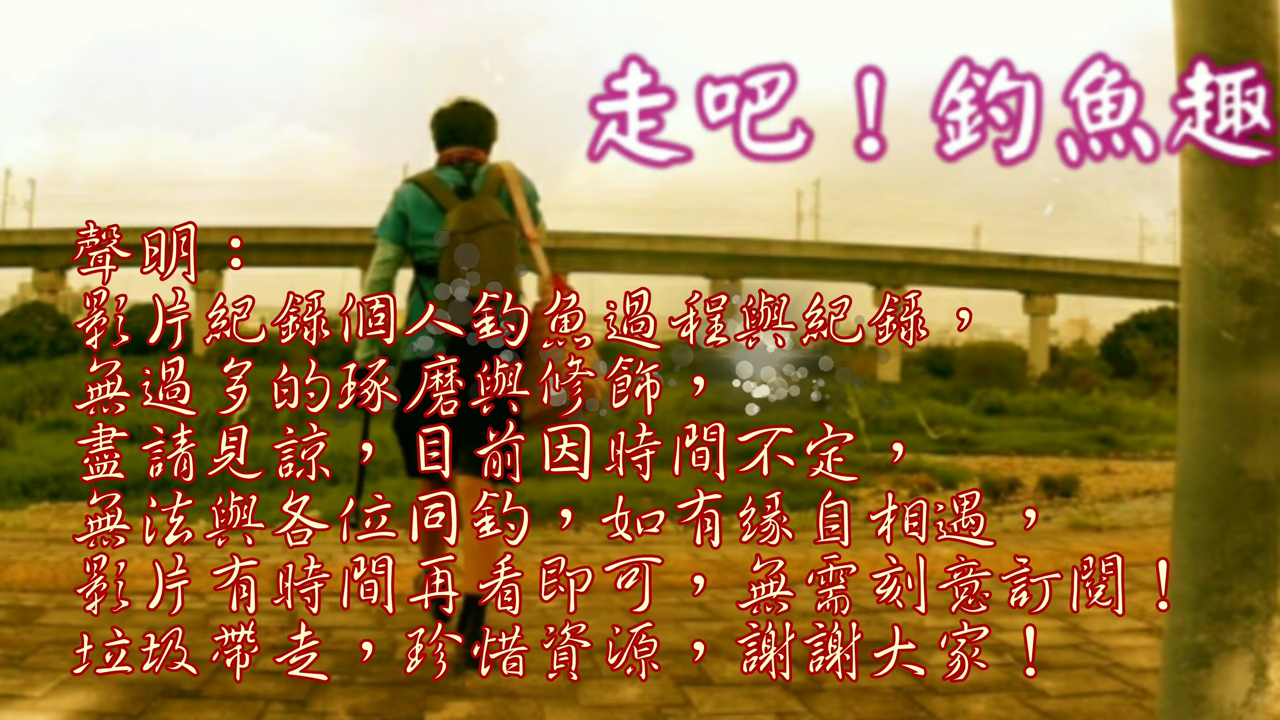 走吧！釣魚趣
聲明：
影片紀錄個人釣魚過程與紀錄，
無過多的琢磨與修飾，
盡請見諒，目前因時間不定，
無法與各位同釣，如有緣自相遇，
影片有時間再看即可，無需刻意訂閱！
垃圾帶走，珍惜資源，謝謝大家！